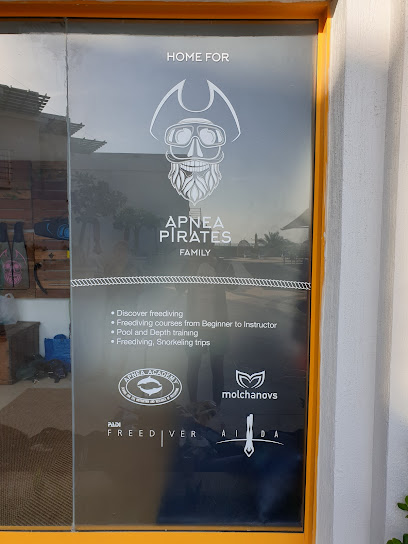 HOME FOR
APNEA
PIRATES
FAMILY
• Discover freediving
• Freediving courses from Beginner to Instructor
• Pool and Depth training
• Freediving, Snorkeling trips
APNEA ACADEMY
molchanovs
PADI
FREEDIVER
AIDA